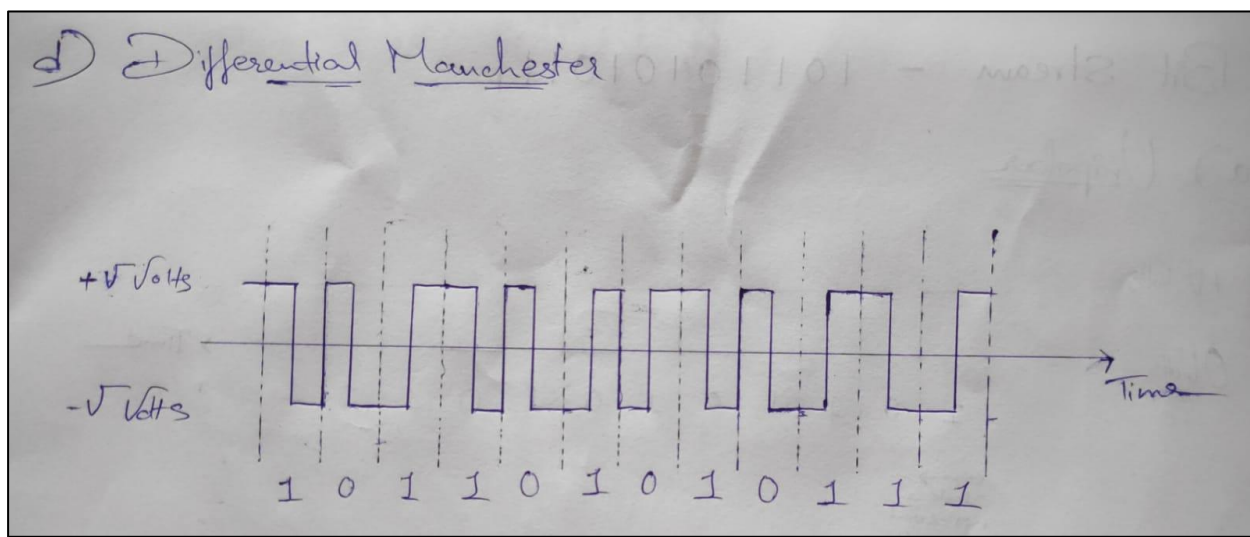 d) Differential Manchester
+V Volts
-V Volts
Time
1 0 1 1 0 1 0 1 0 1 1 1